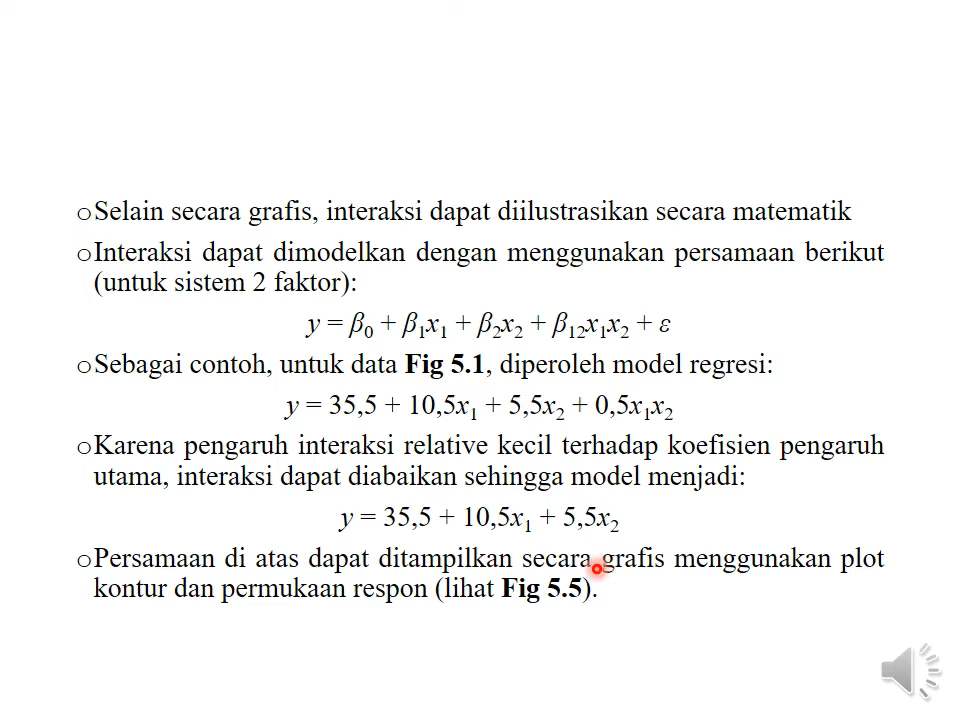 oSelain secara grafis, interaksi dapat diilustrasikan secara matematik
oInteraksi dapat dimodelkan dengan menggunakan persamaan berikut
(untuk sistem 2 faktor):
y = β₀ + β₁x₁ + β₂x₂ + β₁₂x₁x₂ + ε
oSebagai contoh, untuk data Fig 5.1, diperoleh model regresi:
y = 35,5 + 10,5x₁ + 5,5x₂ + 0,5x₁x₂
oKarena pengaruh interaksi relative kecil terhadap koefisien pengaruh
utama, interaksi dapat diabaikan sehingga model menjadi:
y = 35,5 + 10,5x₁ + 5,5x₂
oPersamaan di atas dapat ditampilkan secara grafis menggunakan plot
kontur dan permukaan respon (lihat Fig 5.5).